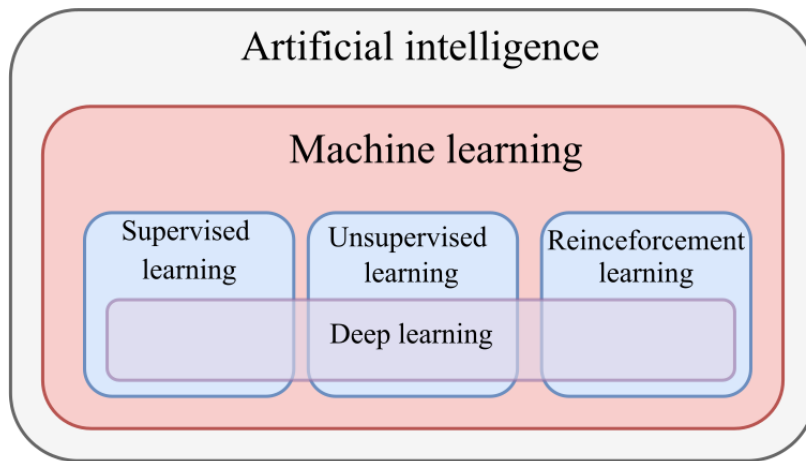 Artificial intelligence
Machine learning
Supervised
learning
Unsupervised
learning
Reinceforcement
learning
Deep learning